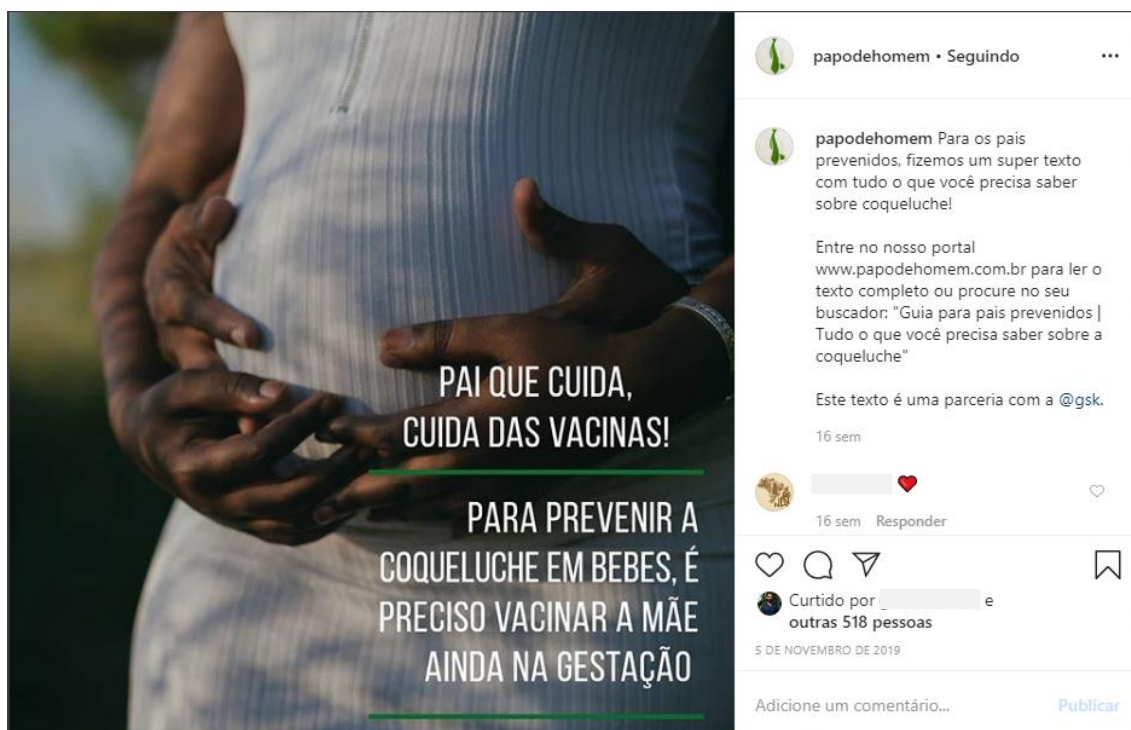 PAI QUE CUIDA,
CUIDA DAS VACINAS!
PARA PREVENIR A
COQUELUCHE EM BEBES, É
PRECISO VACINAR A MÃE
AINDA NA GESTAÇÃO
papodehomem • Seguindo
papodehomem Para os pais
prevenidos, fizemos um super texto
com tudo o que você precisa saber
sobre coqueluche!
Entre no nosso portal
www.papodehomem.com.br para ler o
texto completo ou procure no seu
buscador: "Guia para pais prevenidos |
Tudo o que você precisa saber sobre a
coqueluche"
Este texto é uma parceria com a @gsk.
16 sem
16 sem Responder
Curtido por e
outras 518 pessoas
5 DE NOVEMBRO DE 2019
Adicione um comentário... Publicar